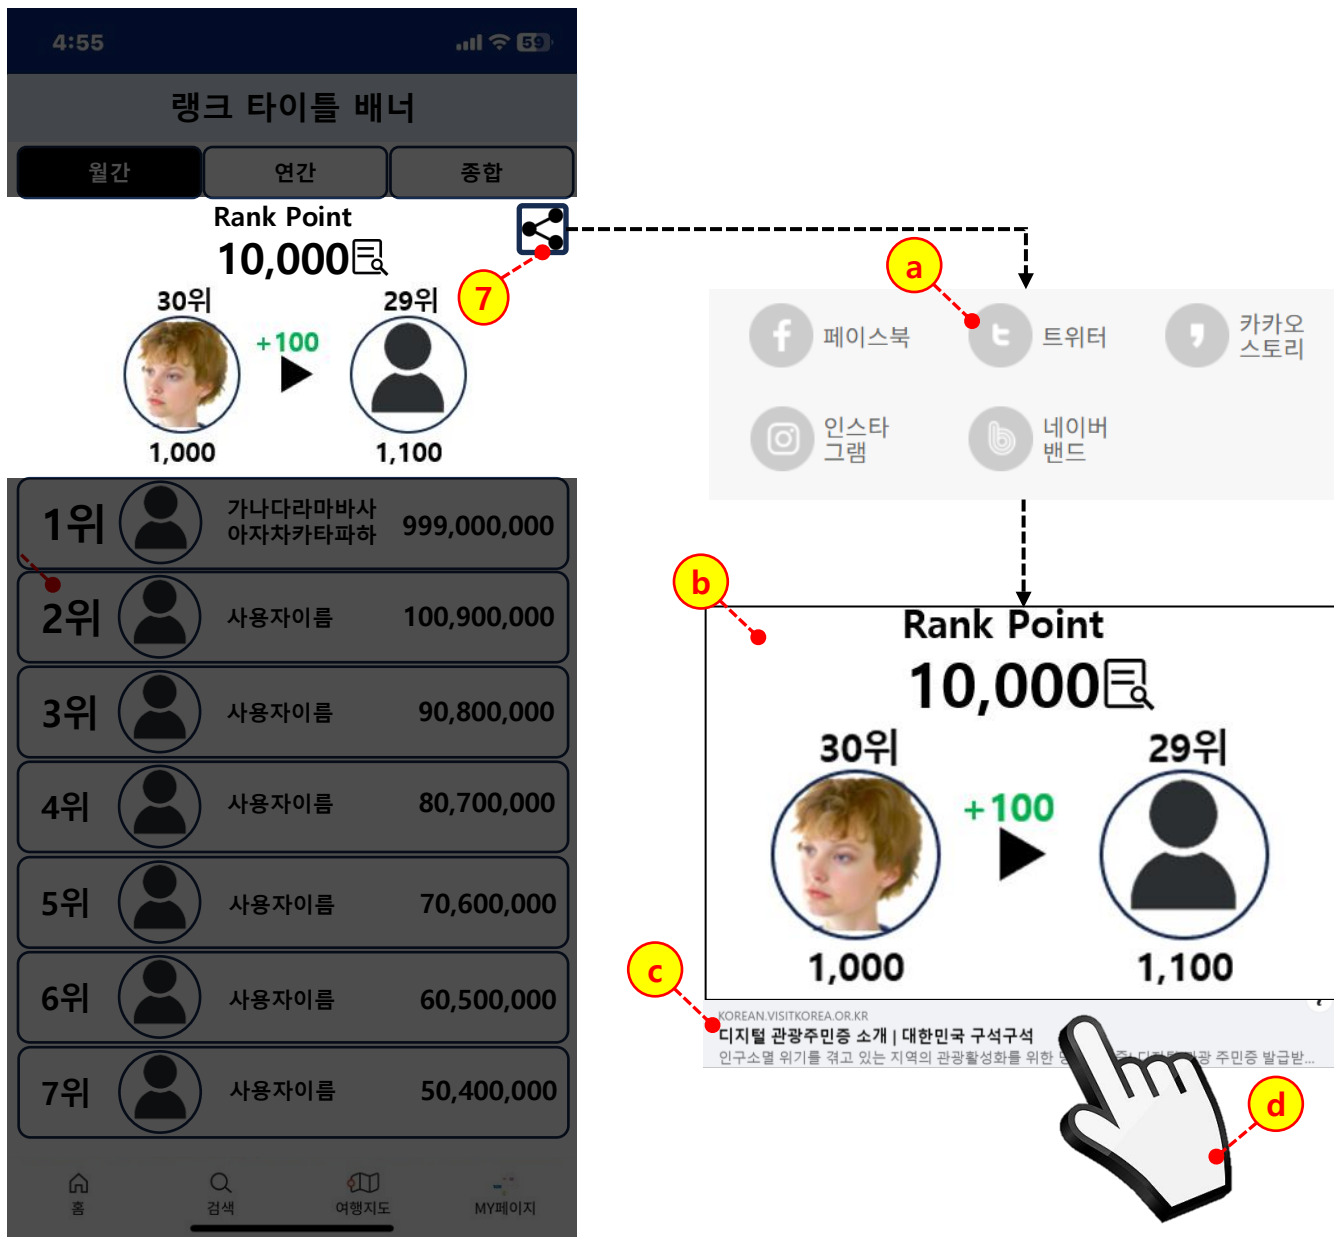 4:55
59
랭크 타이틀 배너
월간 연간 종합
Rank Point
10,000
30위 29위
+100
1,000 1,100
7
1위 가나다라마바사
아자차카타파하 999,000,000
2위 사용자이름 100,900,000
3위 사용자이름 90,800,000
4위 사용자이름 80,700,000
5위 사용자이름 70,600,000
6위 사용자이름 60,500,000
7위 사용자이름 50,400,000
홈 검색 여행지도 MY페이지
a
페이스북 트위터 카카오
스토리
인스타
그램
네이버
밴드
b
Rank Point
10,000
30위 29위
+100
1,000 1,100
c
KOREAN.VISITKOREA.OR.KR
디지털 관광주민증 소개 | 대한민국 구석구석
인구소멸 위기를 겪고 있는 지역의 관광활성화를 위한 주민증 발급받...
d